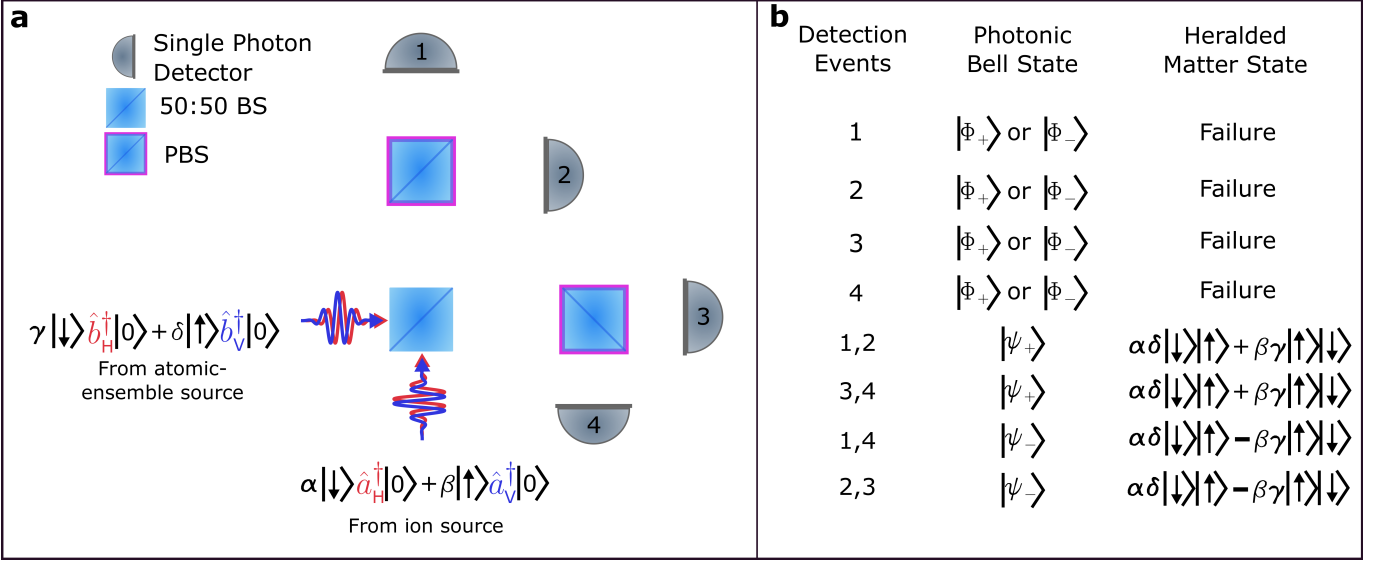 a
Single Photon
Detector
50:50 BS
PBS
1
2
3
4
γ|↓⟩b̂†H|0⟩+δ|↑⟩b̂†V|0⟩
From atomic-
ensemble source
α|↓⟩â†H|0⟩+β|↑⟩â†V|0⟩
From ion source
b
Detection Events
Photonic Bell State
Heralded Matter State
1 |Φ+⟩ or |Φ−⟩ Failure
2 |Φ+⟩ or |Φ−⟩ Failure
3 |Φ+⟩ or |Φ−⟩ Failure
4 |Φ+⟩ or |Φ−⟩ Failure
1,2 |ψ+⟩ αδ|↓⟩|↑⟩+βγ|↑⟩|↓⟩
3,4 |ψ+⟩ αδ|↓⟩|↑⟩+βγ|↑⟩|↓⟩
1,4 |ψ−⟩ αδ|↓⟩|↑⟩−βγ|↑⟩|↓⟩
2,3 |ψ−⟩ αδ|↓⟩|↑⟩−βγ|↑⟩|↓⟩